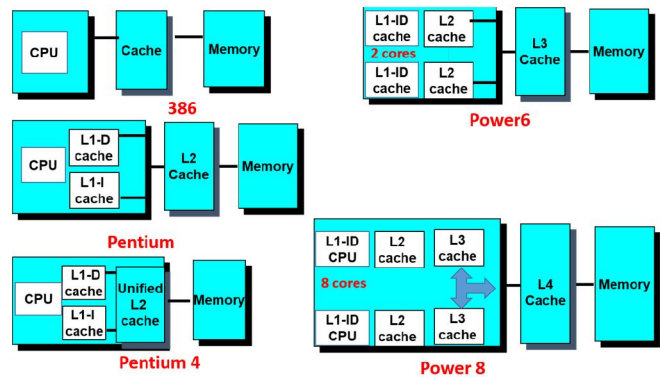 CPU
Cache
Memory
386
CPU
L1-D
cache
L1-I
cache
L2
Cache
Memory
Pentium
CPU
L1-D
cache
L1-I
cache
Unified
L2
cache
Memory
Pentium 4
L1-ID
cache
L2
cache
2 cores
L1-ID
cache
L2
cache
L3
Cache
Memory
Power6
L1-ID
CPU
L2
cache
L3
cache
8 cores
L1-ID
CPU
L2
cache
L3
cache
L4
Cache
Memory
Power 8